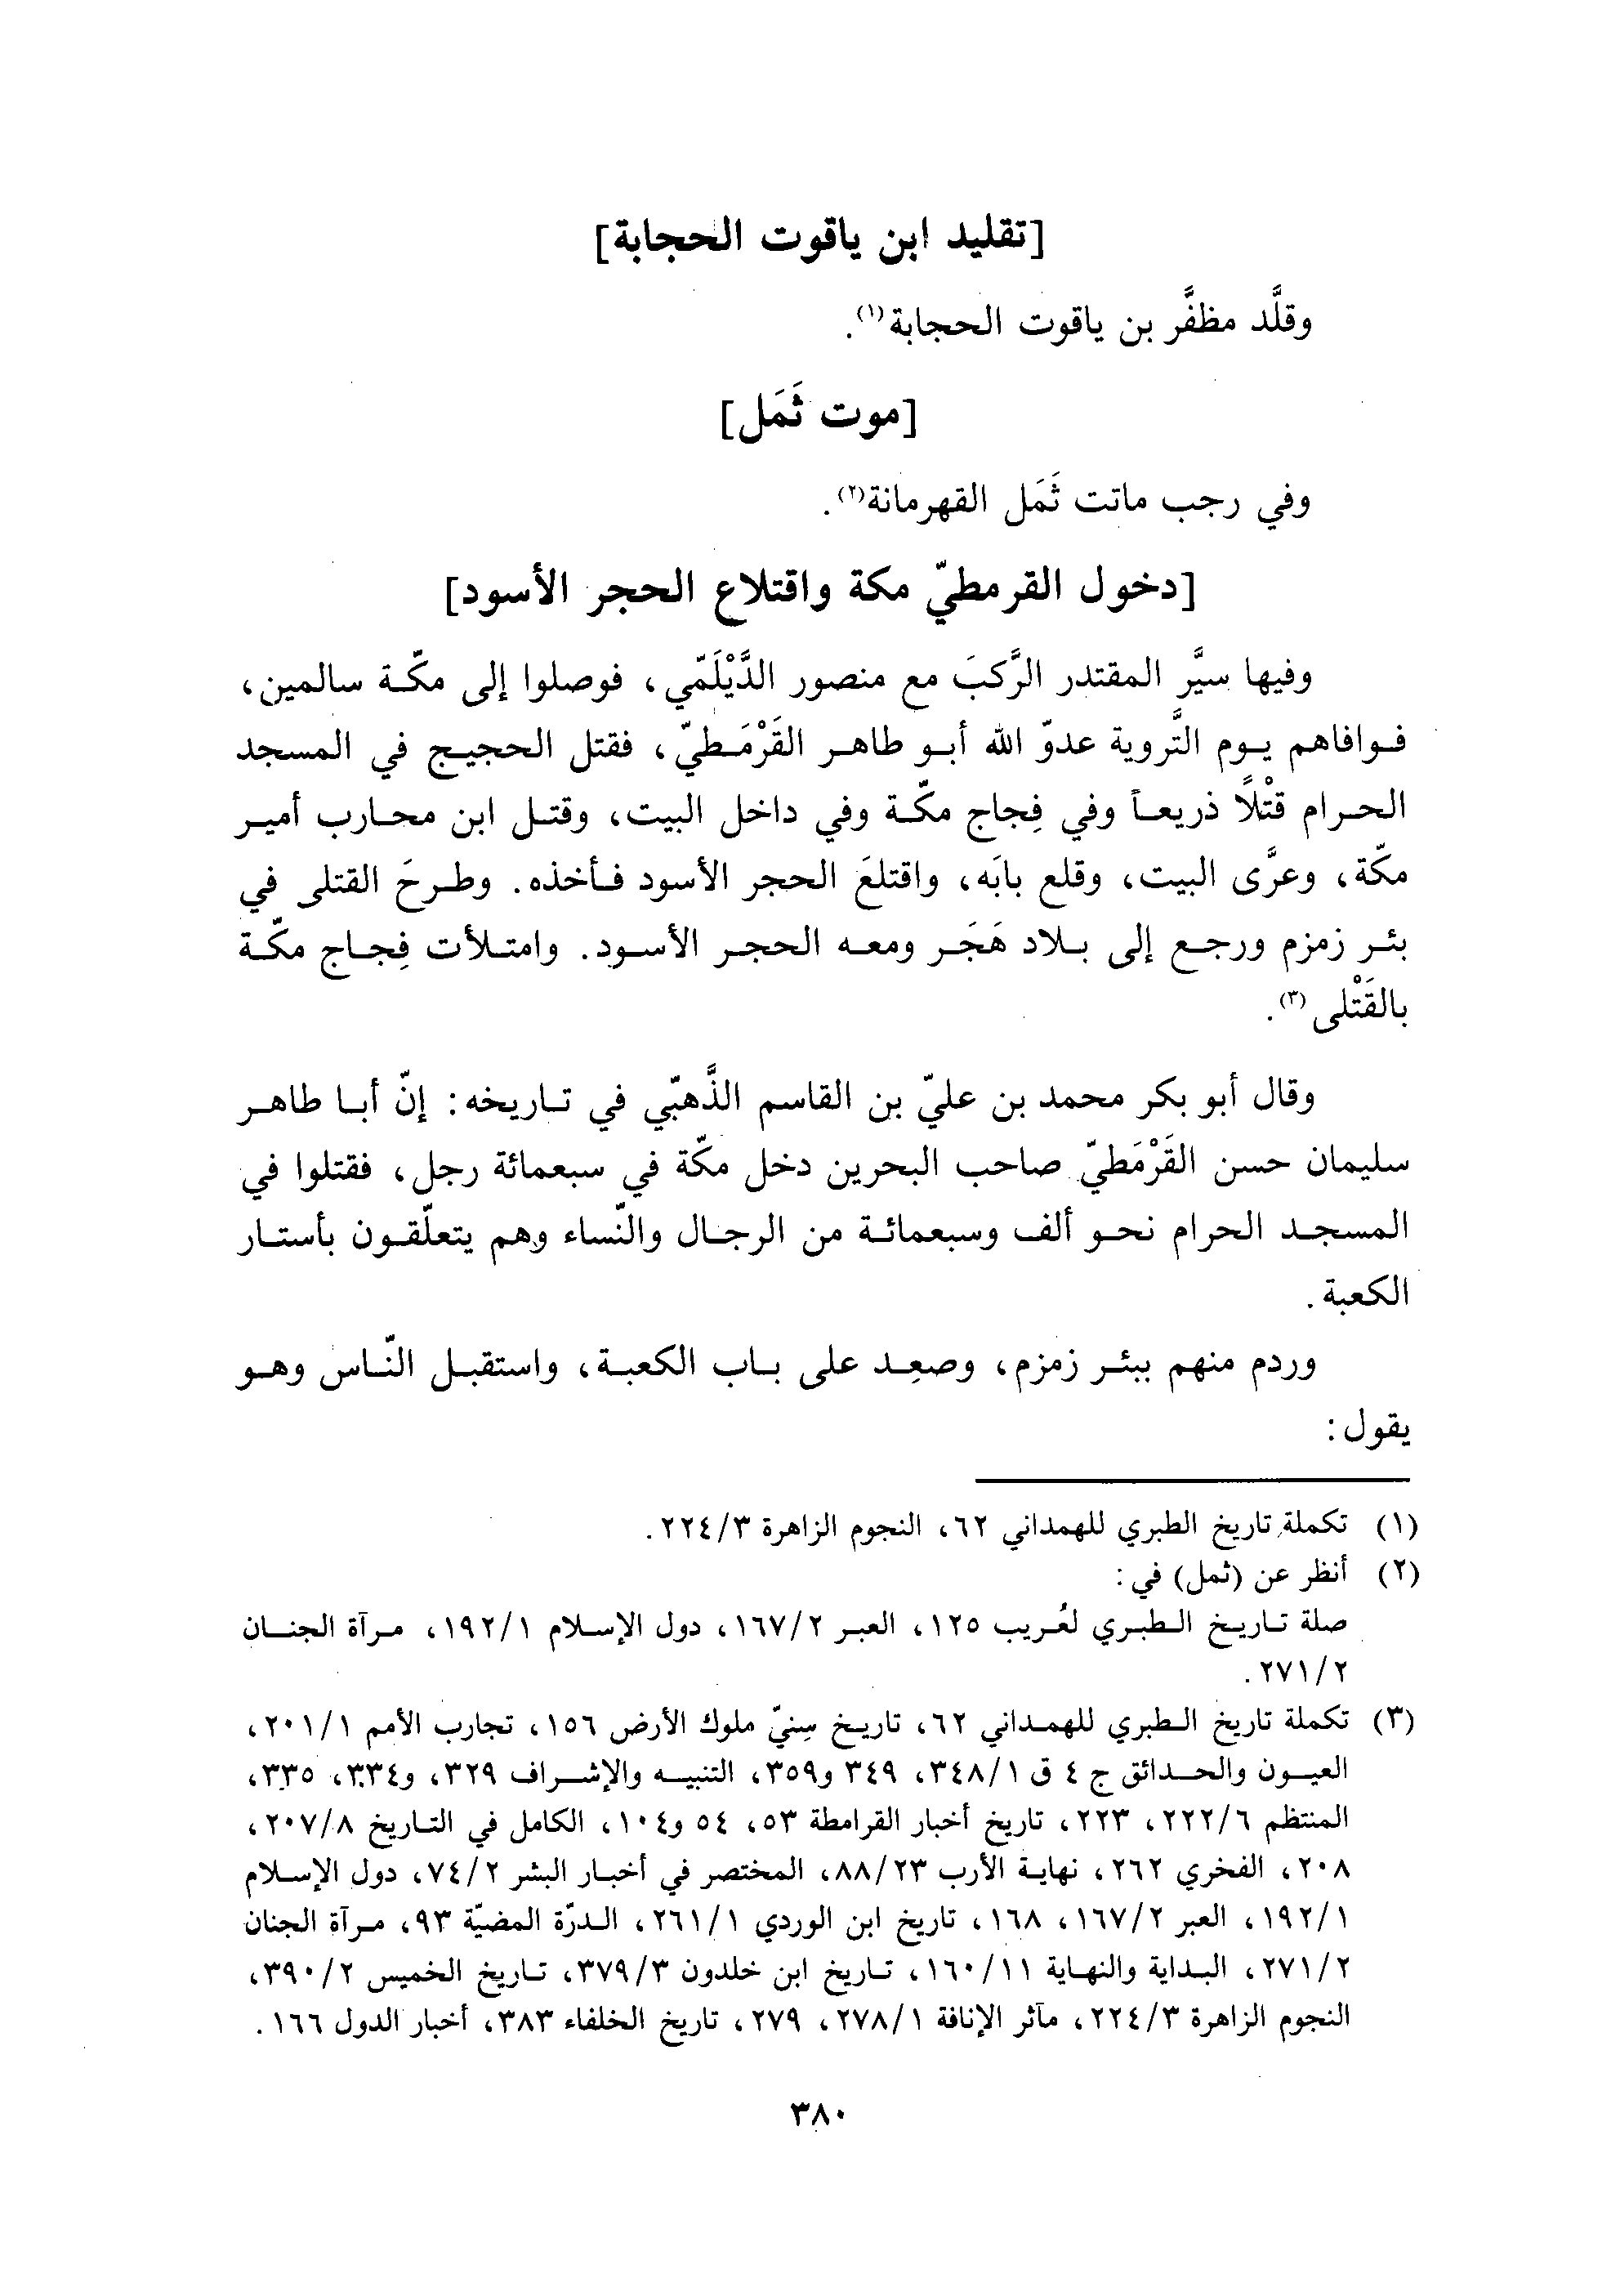 [تقليد ابن ياقوت الحجابة]
وقلَّد مظفَّر بن ياقوت الحجابة(١).
[موت ثَمَل]
وفي رجب ماتت ثَمَل القهرمانة(٢).
[دخول القرمطيّ مكة واقتلاع الحجر الأسود]
وفيها سيَّر المقتدر الرَّكبَ مع منصور الدَّيْلَمّي، فوصلوا إلى مكّة سالمين،
فوافاهم يوم التَّروية عدوّ الله أبو طاهر القَرْمَطيّ، فقتل الحجيج في المسجد
الحرام قتْلًا ذريعاً وفي فِجاج مكّة وفي داخل البيت، وقتل ابن محارب أمير
مكّة، وعرَّى البيت، وقلع بابَه، واقتلعَ الحجر الأسود فأخذه. وطرحَ القتلى في
بئر زمزم ورجع إلى بلاد هَجَر ومعه الحجر الأسود. وامتلأت فِجاج مكّة
بالقَتْلى(٣).
وقال أبو بكر محمد بن عليّ بن القاسم الذَّهبّي في تاريخه: إنّ أبا طاهر
سليمان حسن القَرْمَطيّ صاحب البحرين دخل مكّة في سبعمائة رجل، فقتلوا في
المسجد الحرام نحو ألف وسبعمائة من الرجال والنّساء وهم يتعلّقون بأستار
الكعبة.
وردم منهم ببئر زمزم، وصعِد على باب الكعبة، واستقبل النّاس وهو
يقول:
(١) تكملة تاريخ الطبري للهمداني ٦٢، النجوم الزاهرة ٢٢٤/٣.
(٢) أنظر عن (ثمل) في:
صلة تاريخ الطبري لعُريب ١٢٥، العبر ١٦٧/٢، دول الإسلام ١٩٢/١، مرآة الجنان
٢٧١/٢.
(٣) تكملة تاريخ الطبري للهمداني ٦٢، تاريخ سِنيّ ملوك الأرض ١٥٦، تجارب الأمم ٢٠١/١،
العيون والحدائق ج ٤ ق ٣٤٨/١، ٣٤٩ و٣٥٩، التنبيه والإشراف ٣٢٩، و٣٣٤، ٣٣٥،
المنتظم ٢٢٢/٦، ٢٢٣، تاريخ أخبار القرامطة ٥٣، ٥٤ و١٠٤، الكامل في التاريخ ٢٠٧/٨،
٢٠٨، الفخري ٢٦٢، نهاية الأرب ٨٨/٢٣، المختصر في أخبار البشر ٧٤/٢، دول الإسلام
١٩٢/١، العبر ١٦٧/٢، ١٦٨، تاريخ ابن الوردي ٢٦١/١، الدرّة المضيّة ٩٣، مرآة الجنان
٢٧١/٢، البداية والنهاية ١٦٠/١١، تاريخ ابن خلدون ٣٧٩/٣، تاريخ الخميس ٣٩٠/٢،
النجوم الزاهرة ٢٢٤/٣، مآثر الإنافة ٢٧٨/١، ٢٧٩، تاريخ الخلفاء ٣٨٣، أخبار الدول ١٦٦.
٣٨٠